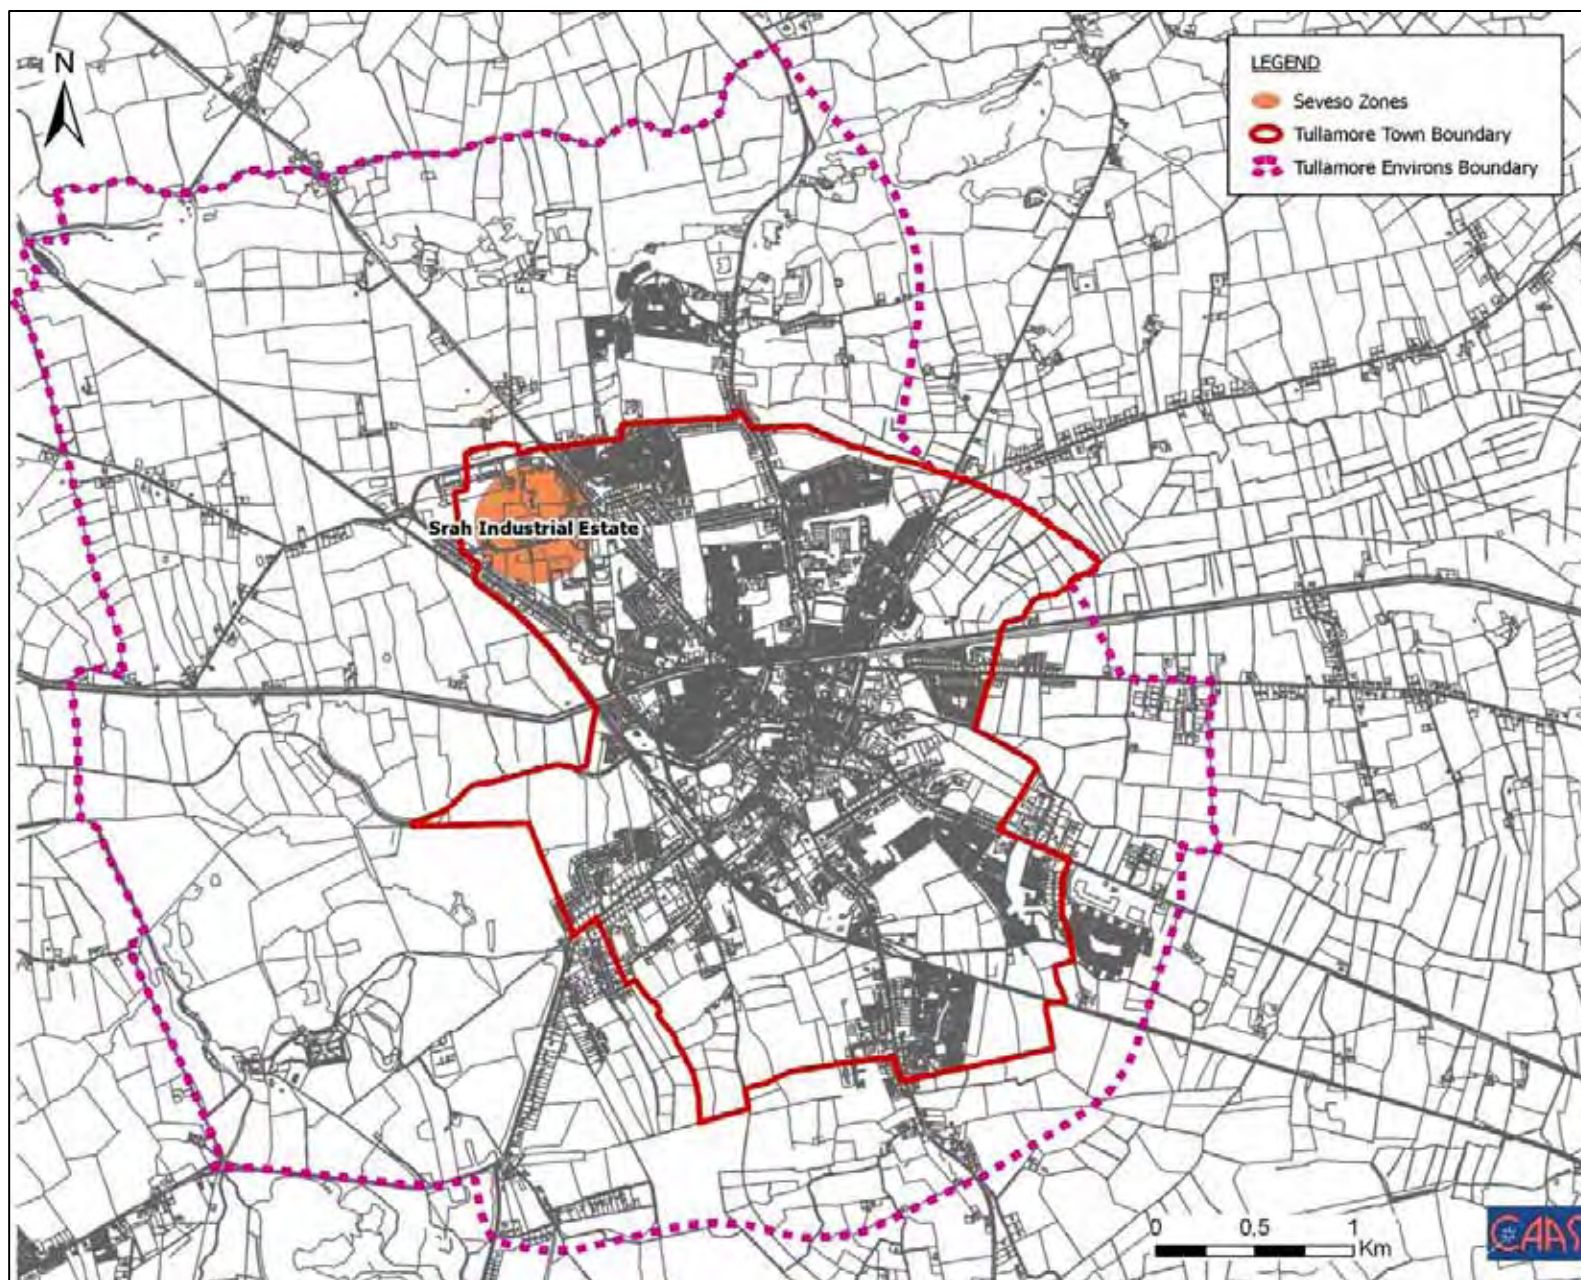 N
LEGEND
Seveso Zones
Tullamore Town Boundary
Tullamore Environs Boundary
Srah Industrial Estate
0 0.5 1
Km
CAAS